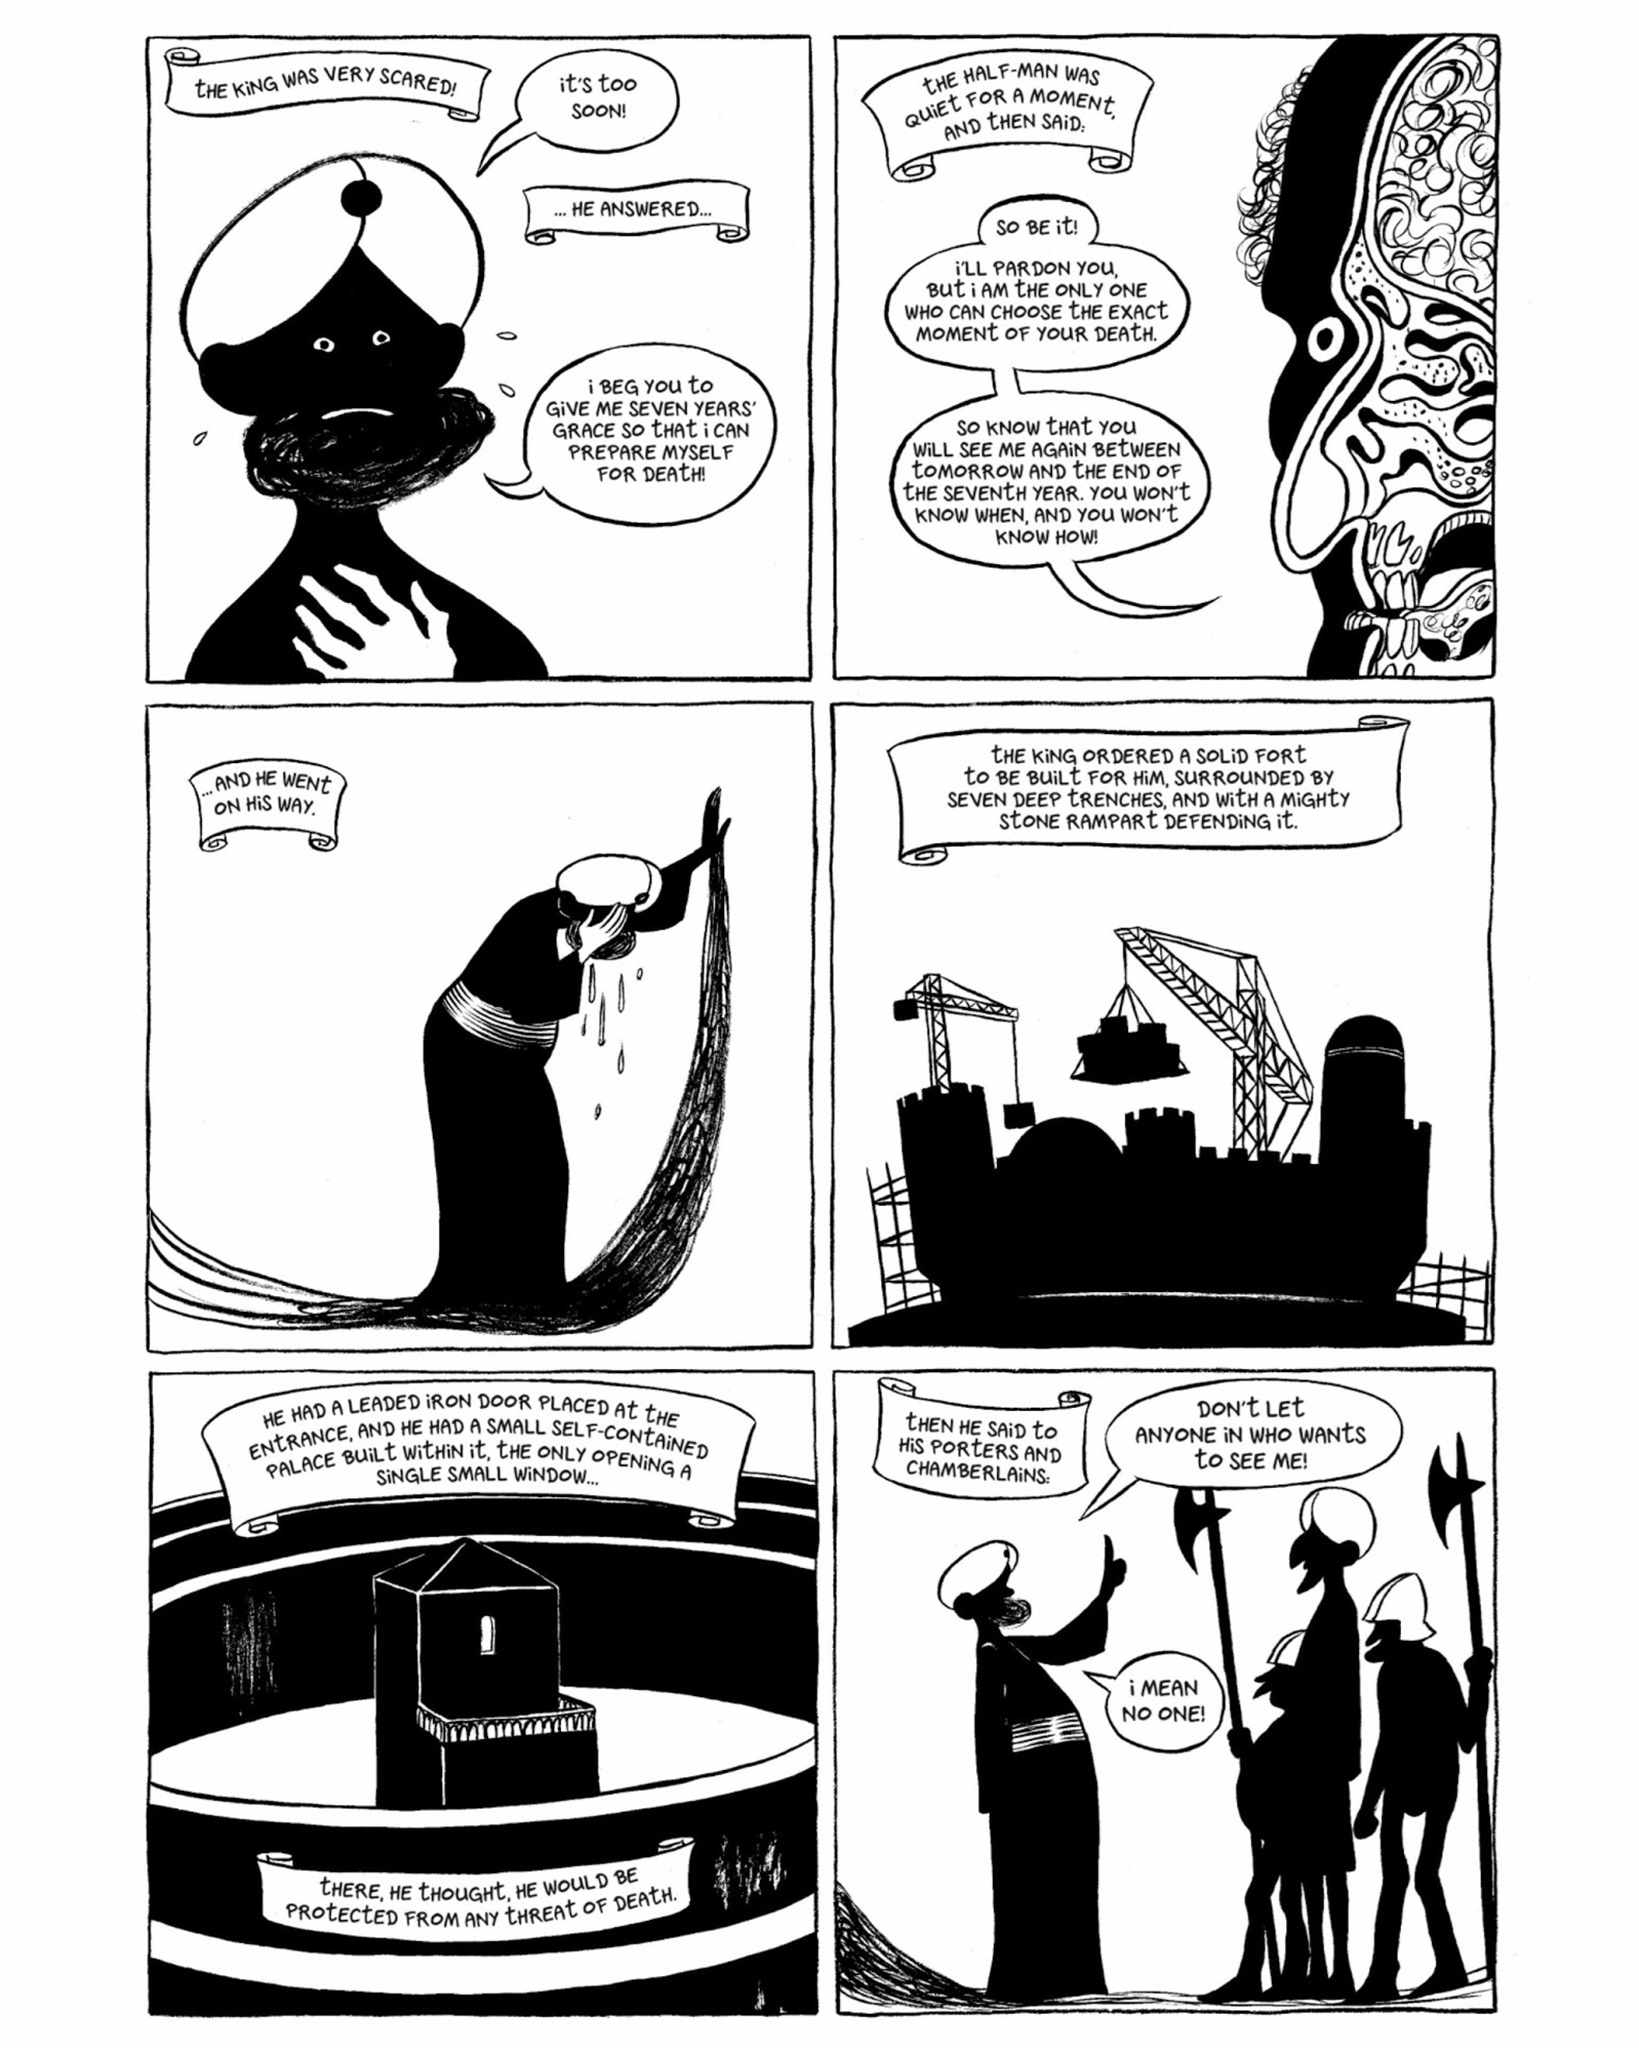 THE KING WAS VERY SCARED!
IT'S TOO
SOON!
... HE ANSWERED...
I BEG YOU TO
GIVE ME SEVEN YEARS'
GRACE SO THAT I CAN
PREPARE MYSELF
FOR DEATH!
THE HALF-MAN WAS
QUIET FOR A MOMENT,
AND THEN SAID:
SO BE IT!
I'LL PARDON YOU,
BUT I AM THE ONLY ONE
WHO CAN CHOOSE THE EXACT
MOMENT OF YOUR DEATH.
SO KNOW THAT YOU
WILL SEE ME AGAIN BETWEEN
TOMORROW AND THE END OF
THE SEVENTH YEAR. YOU WON'T
KNOW WHEN, AND YOU WON'T
KNOW HOW!
... AND HE WENT
ON HIS WAY.
THE KING ORDERED A SOLID FORT
TO BE BUILT FOR HIM, SURROUNDED BY
SEVEN DEEP TRENCHES, AND WITH A MIGHTY
STONE RAMPART DEFENDING IT.
HE HAD A LEADED IRON DOOR PLACED AT THE
ENTRANCE, AND HE HAD A SMALL SELF-CONTAINED
PALACE BUILT WITHIN IT, THE ONLY OPENING A
SINGLE SMALL WINDOW...
THERE, HE THOUGHT, HE WOULD BE
PROTECTED FROM ANY THREAT OF DEATH.
THEN HE SAID TO
HIS PORTERS AND
CHAMBERLAINS:
DON'T LET
ANYONE IN WHO WANTS
TO SEE ME!
I MEAN
NO ONE!